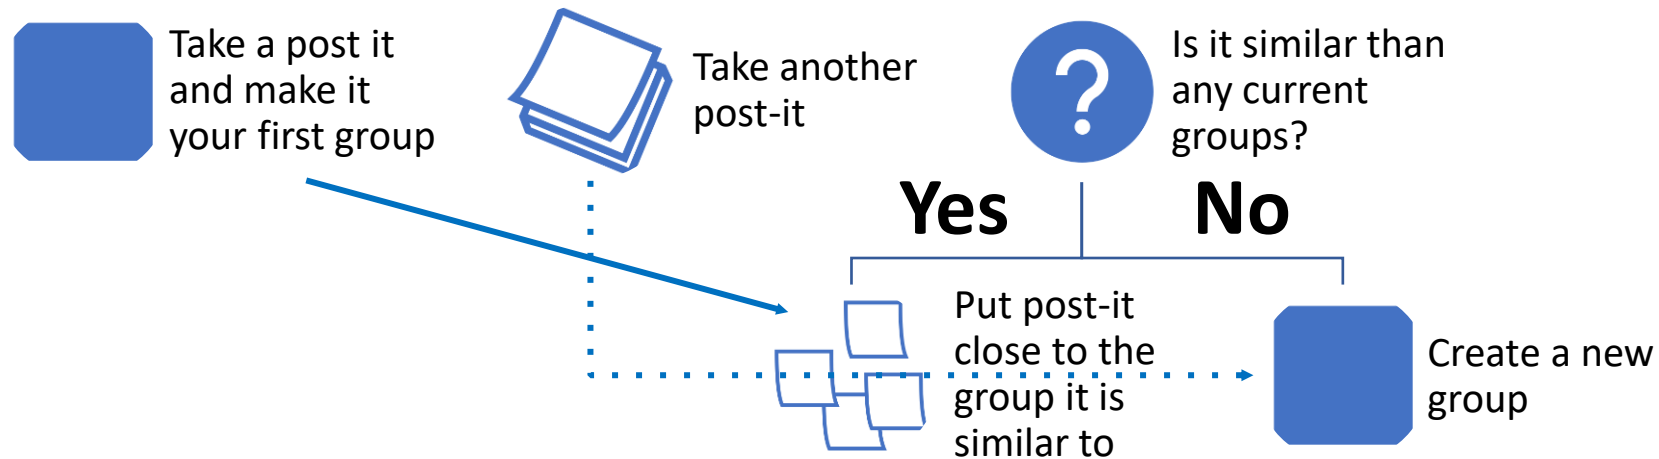 Take a post it
and make it
your first group
Take another
post-it
?
Is it similar than
any current
groups?
Yes
No
Put post-it
close to the
group it is
similar to
Create a new
group